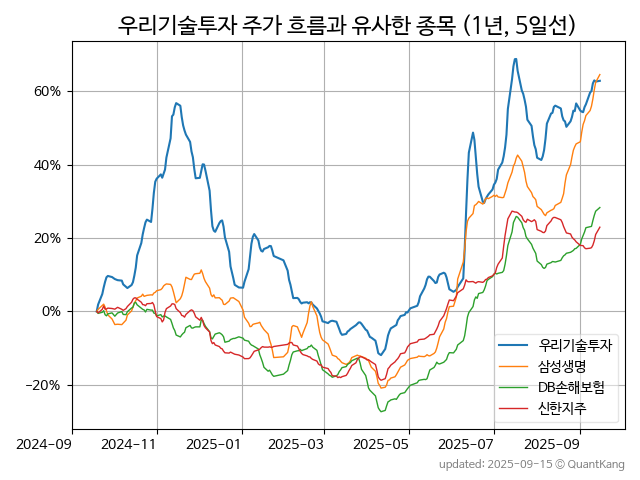 우리기술투자 주가 흐름과 유사한 종목 (1년, 5일선)
60%
40%
20%
0%
−20%
우리기술투자
삼성생명
DB손해보험
신한지주
2024-09 2024-11 2025-01 2025-03 2025-05 2025-07 2025-09
updated: 2025-09-15 © QuantKang